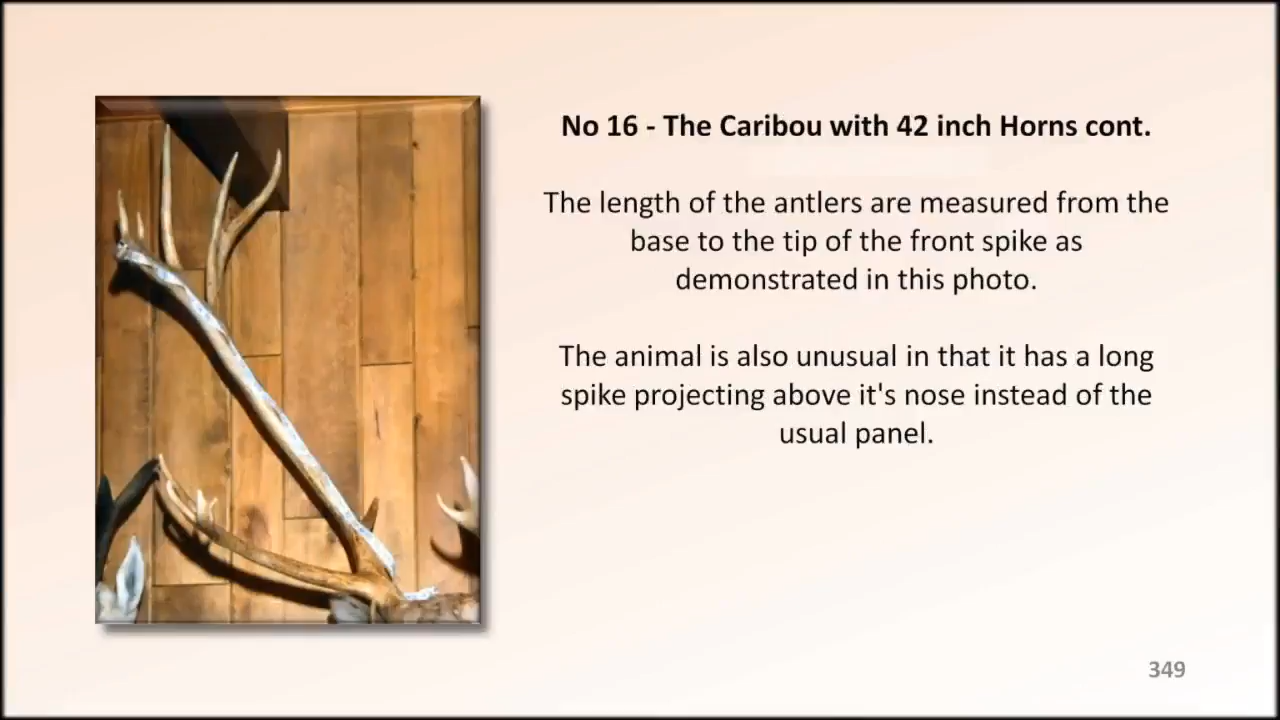 No 16 - The Caribou with 42 inch Horns cont.
The length of the antlers are measured from the
base to the tip of the front spike as
demonstrated in this photo.
The animal is also unusual in that it has a long
spike projecting above it's nose instead of the
usual panel.
349